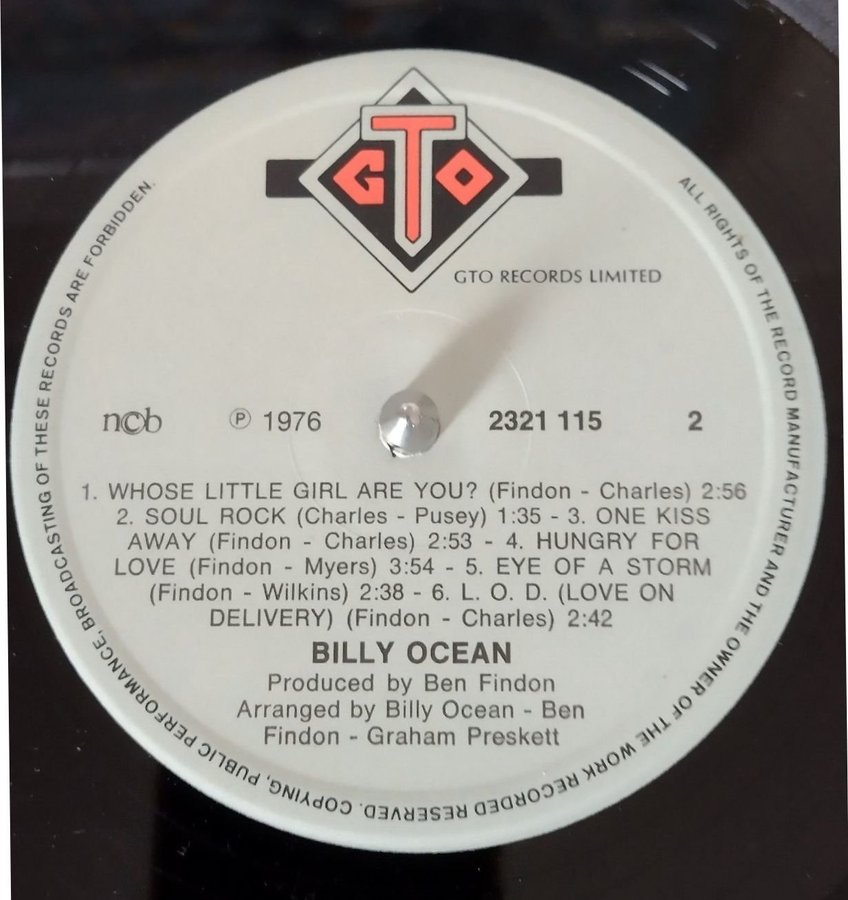 GTO
GTO RECORDS LIMITED
ncb ℗ 1976 2321 115 2
1. WHOSE LITTLE GIRL ARE YOU? (Findon - Charles) 2:56
2. SOUL ROCK (Charles - Pusey) 1:35 - 3. ONE KISS
AWAY (Findon - Charles) 2:53 - 4. HUNGRY FOR
LOVE (Findon - Myers) 3:54 - 5. EYE OF A STORM
(Findon - Wilkins) 2:38 - 6. L. O. D. (LOVE ON
DELIVERY) (Findon - Charles) 2:42
BILLY OCEAN
Produced by Ben Findon
Arranged by Billy Ocean - Ben
Findon - Graham Preskett
ALL RIGHTS OF THE RECORD MANUFACTURER AND THE OWNER OF THE WORK RECORDED RESERVED. COPYING, PUBLIC PERFORMANCE, BROADCASTING OF THESE RECORDS ARE FORBIDDEN.